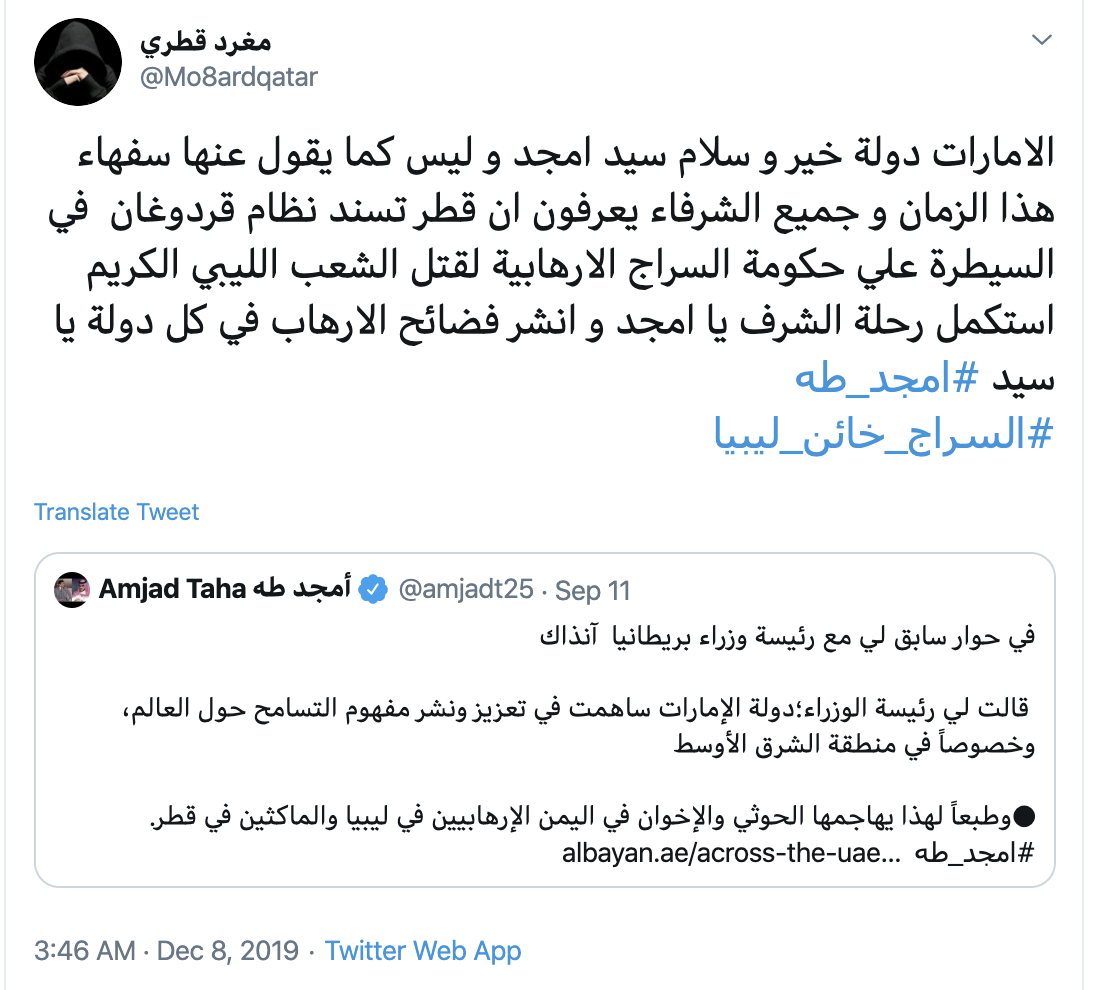 مغرد قطري
@Mo8ardqatar
الامارات دولة خير و سلام سيد امجد و ليس كما يقول عنها سفهاء
هذا الزمان و جميع الشرفاء يعرفون ان قطر تسند نظام قردوغان في
السيطرة علي حكومة السراج الارهابية لقتل الشعب الليبي الكريم
استكمل رحلة الشرف يا امجد و انشر فضائح الارهاب في كل دولة يا
سيد #امجد_طه
#السراج_خائن_ليبيا
Translate Tweet
Amjad Taha أمجد طه @amjadt25 · Sep 11
في حوار سابق لي مع رئيسة وزراء بريطانيا آنذاك
قالت لي رئيسة الوزراء؛دولة الإمارات ساهمت في تعزيز ونشر مفهوم التسامح حول العالم،
وخصوصاً في منطقة الشرق الأوسط
●وطبعاً لهذا يهاجمها الحوثي والإخوان في اليمن الإرهابيين في ليبيا والماكثين في قطر.
#امجد_طه albayan.ae/across-the-uae...
3:46 AM · Dec 8, 2019 · Twitter Web App